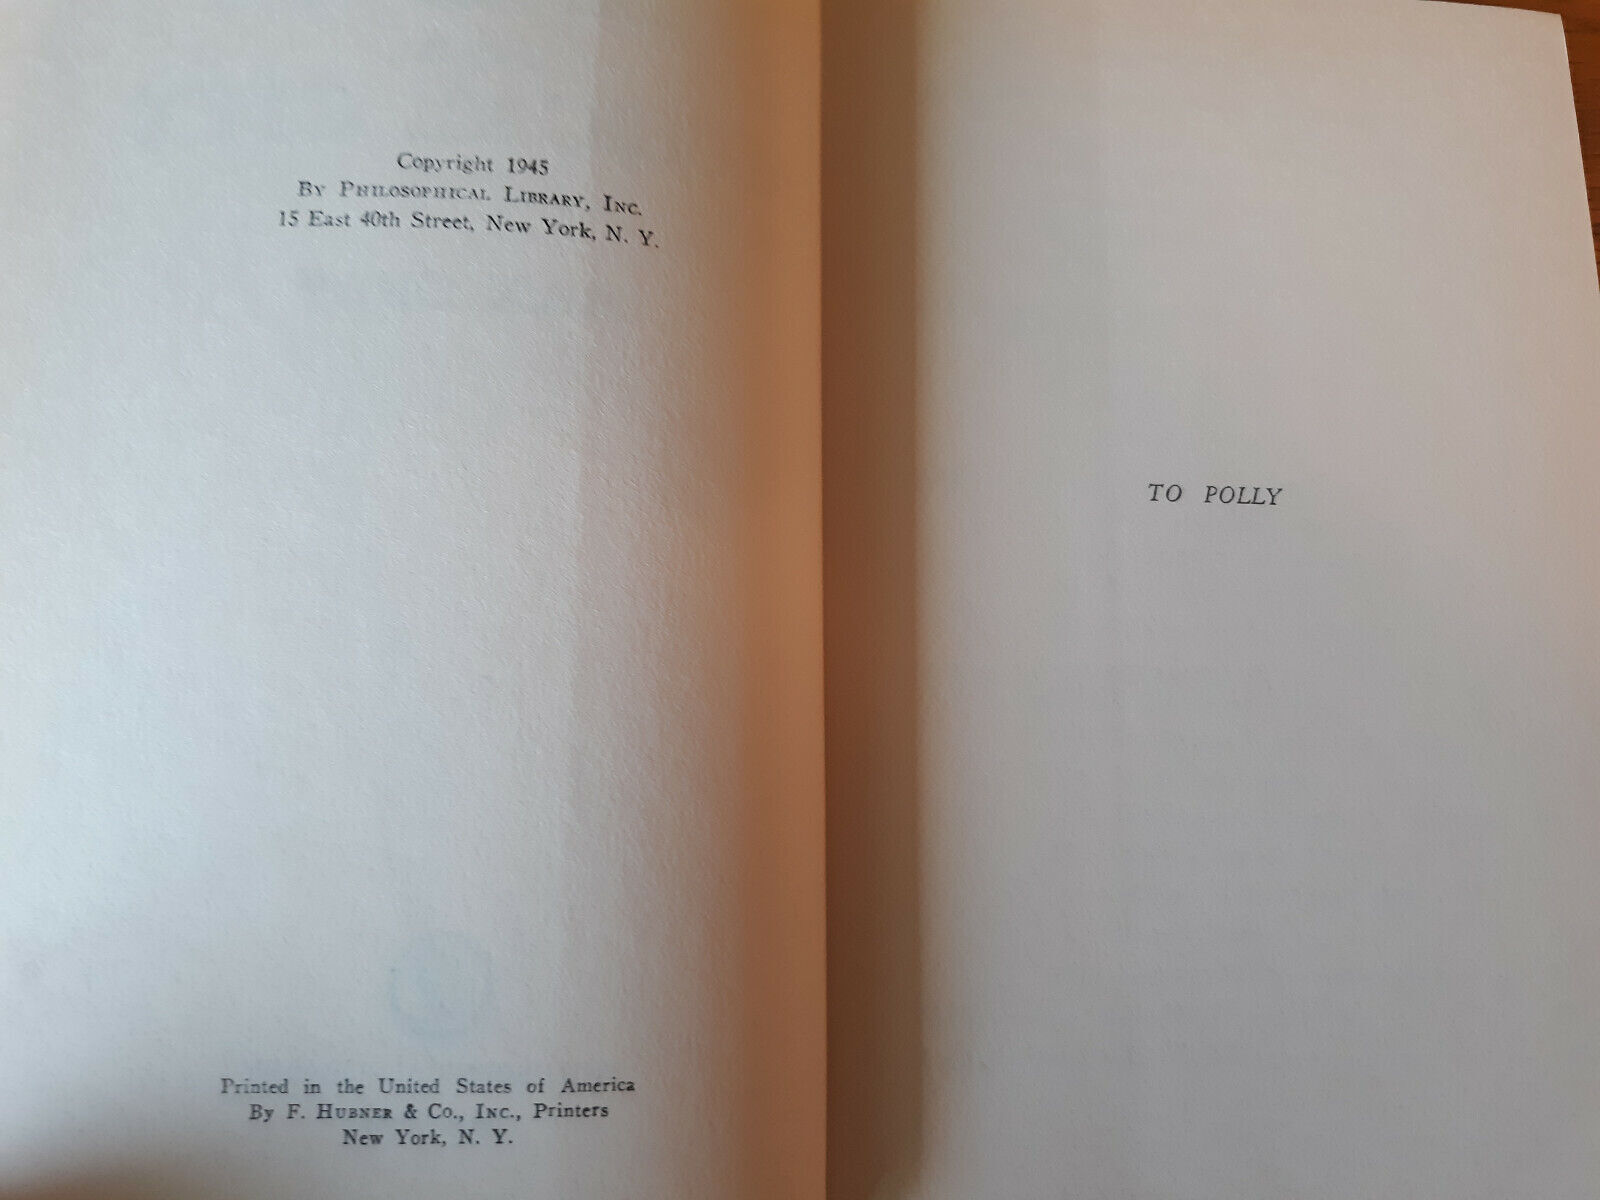 Copyright 1945
By Philosophical Library, Inc.
15 East 40th Street, New York, N. Y.
Printed in the United States of America
By F. Hubner & Co., Inc., Printers
New York, N. Y.
TO POLLY